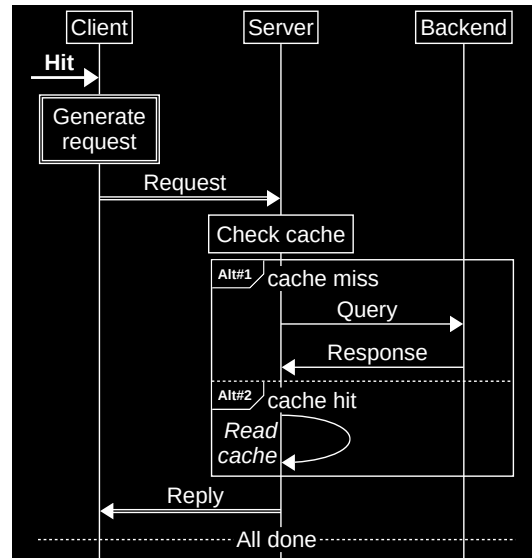 Client Server Backend
Hit
Generate
request
Request
Check cache
Alt#1 cache miss
Query
Response
Alt#2 cache hit
Read
cache
Reply
All done